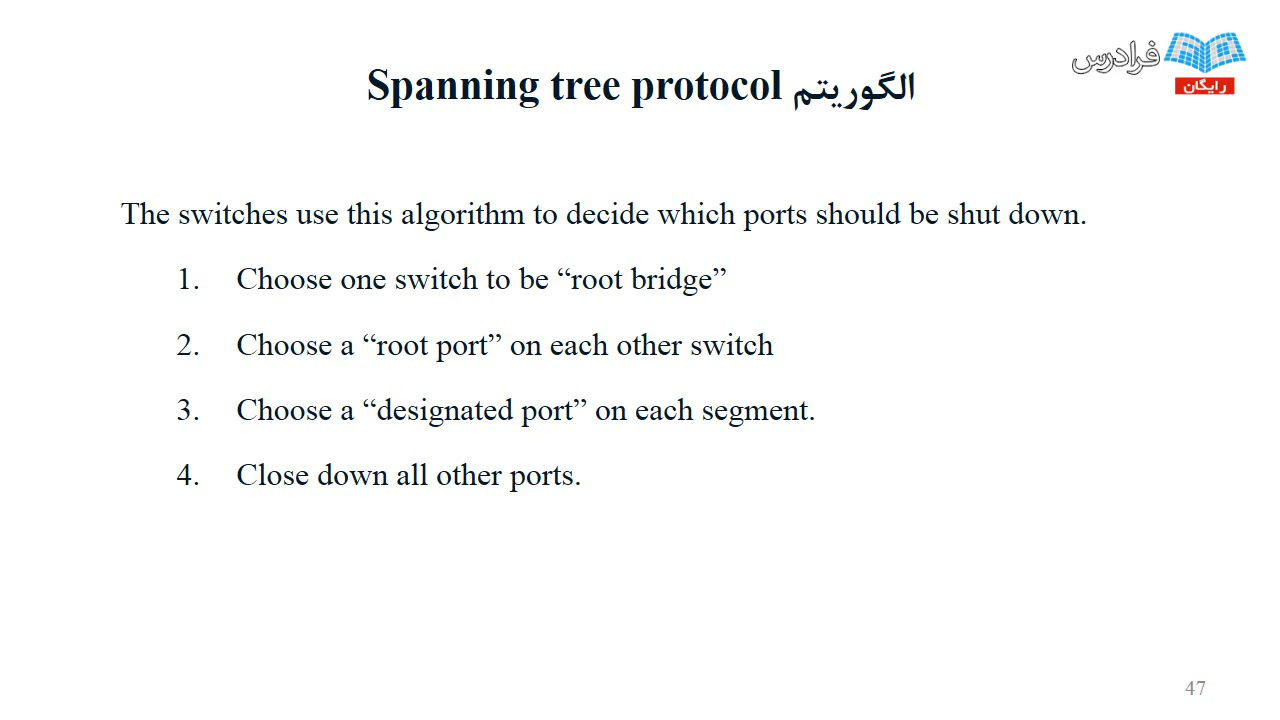 فرادرس
رایگان
الگوریتم Spanning tree protocol
The switches use this algorithm to decide which ports should be shut down.
1. Choose one switch to be “root bridge”
2. Choose a “root port” on each other switch
3. Choose a “designated port” on each segment.
4. Close down all other ports.
47